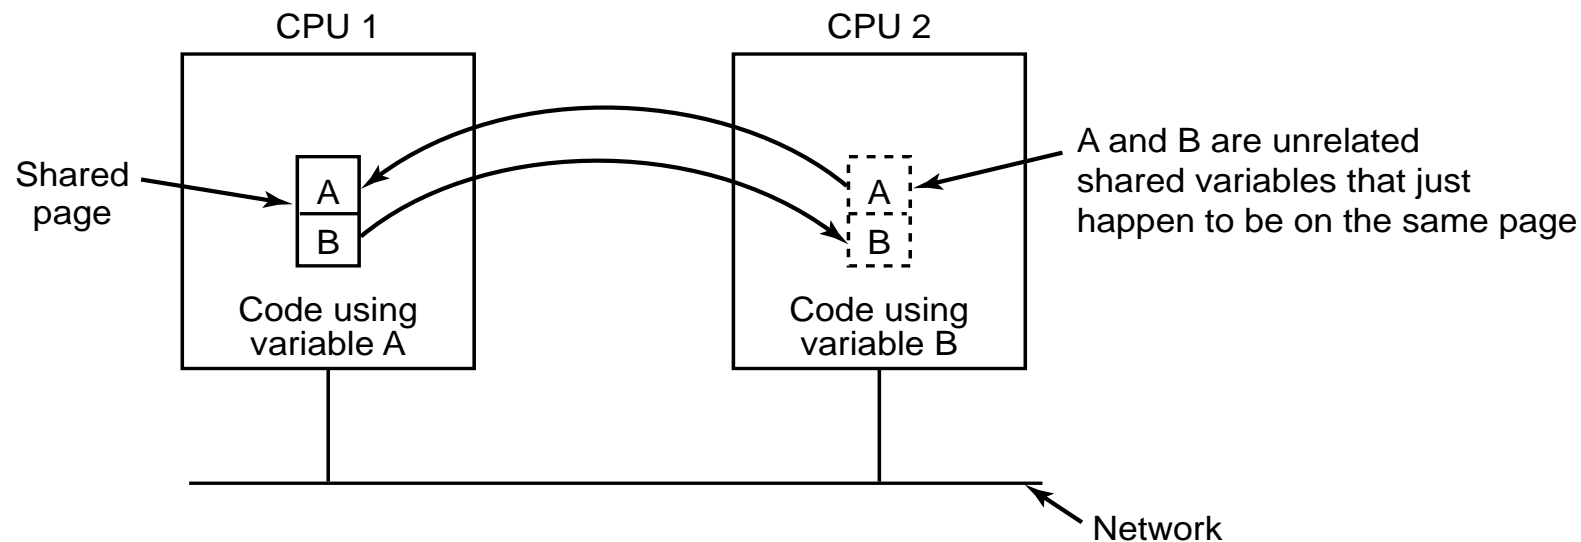 CPU 1
CPU 2
Shared
page
A
B
A
B
A and B are unrelated
shared variables that just
happen to be on the same page
Code using
variable A
Code using
variable B
Network